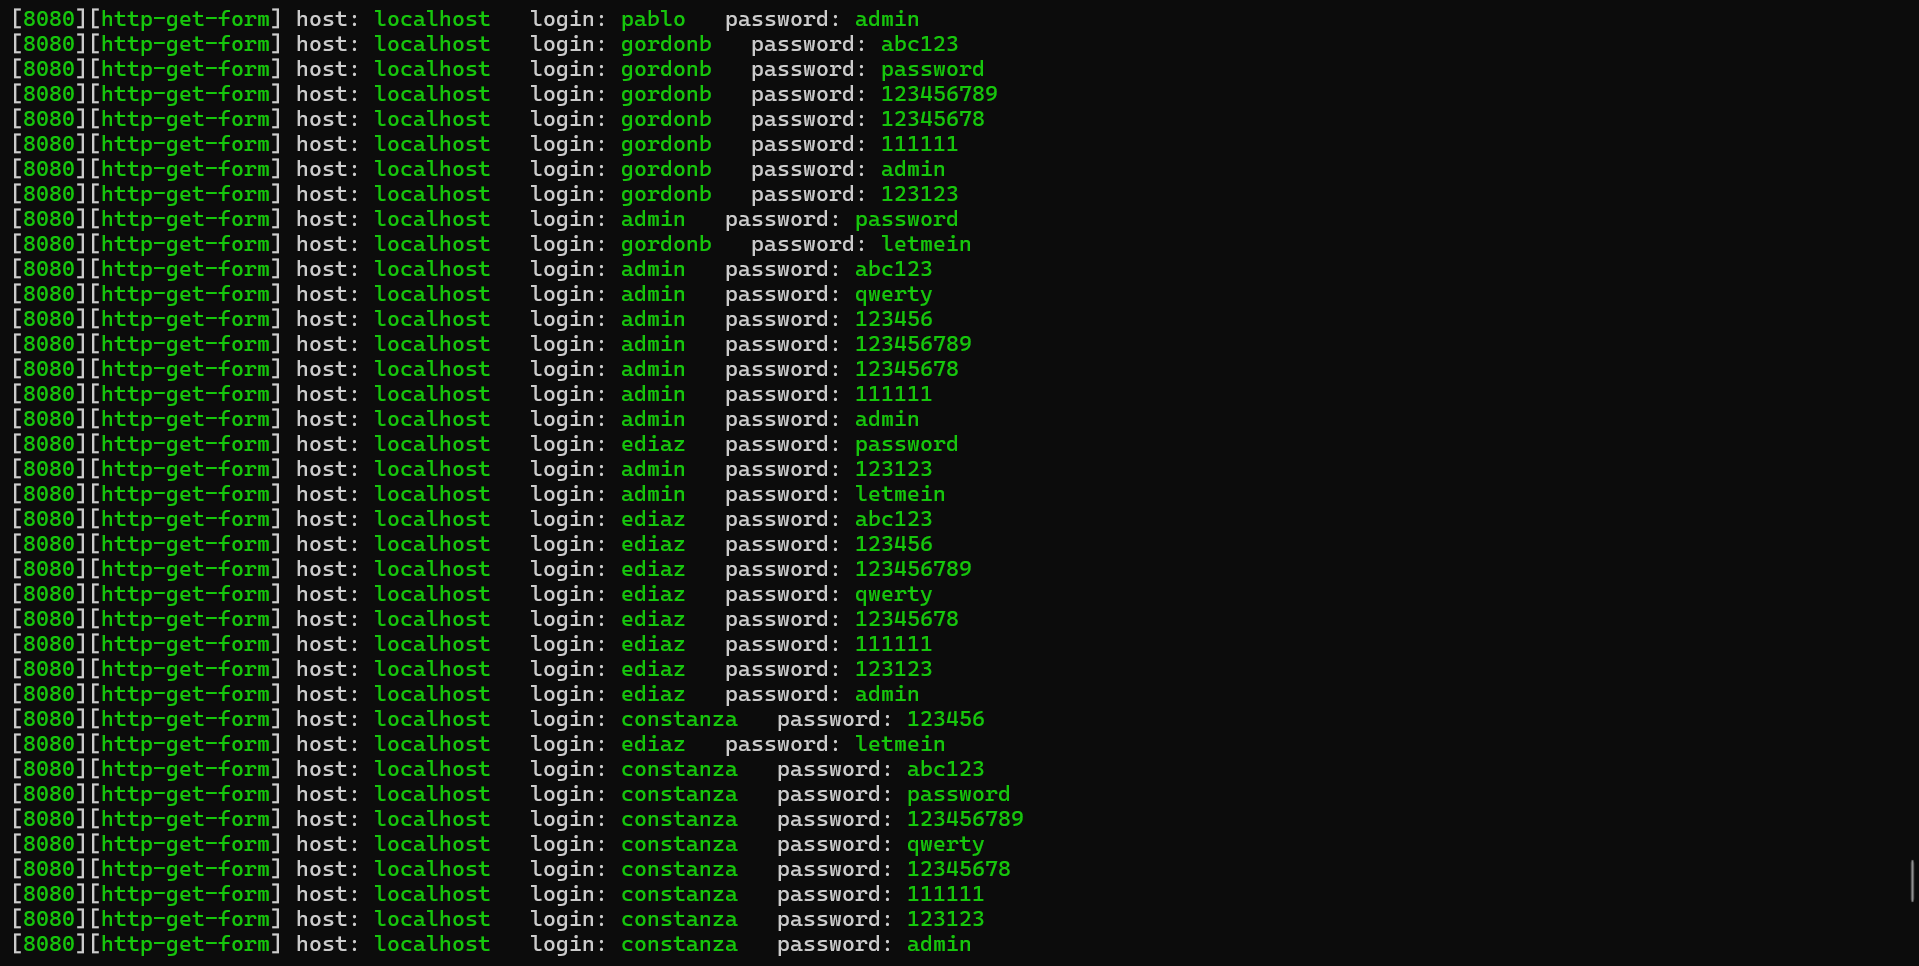 [8080][http-get-form] host: localhost   login: pablo   password: admin
[8080][http-get-form] host: localhost   login: gordonb   password: abc123
[8080][http-get-form] host: localhost   login: gordonb   password: password
[8080][http-get-form] host: localhost   login: gordonb   password: 123456789
[8080][http-get-form] host: localhost   login: gordonb   password: 12345678
[8080][http-get-form] host: localhost   login: gordonb   password: 111111
[8080][http-get-form] host: localhost   login: gordonb   password: admin
[8080][http-get-form] host: localhost   login: gordonb   password: 123123
[8080][http-get-form] host: localhost   login: admin   password: password
[8080][http-get-form] host: localhost   login: gordonb   password: letmein
[8080][http-get-form] host: localhost   login: admin   password: abc123
[8080][http-get-form] host: localhost   login: admin   password: qwerty
[8080][http-get-form] host: localhost   login: admin   password: 123456
[8080][http-get-form] host: localhost   login: admin   password: 123456789
[8080][http-get-form] host: localhost   login: admin   password: 12345678
[8080][http-get-form] host: localhost   login: admin   password: 111111
[8080][http-get-form] host: localhost   login: admin   password: admin
[8080][http-get-form] host: localhost   login: ediaz   password: password
[8080][http-get-form] host: localhost   login: admin   password: 123123
[8080][http-get-form] host: localhost   login: admin   password: letmein
[8080][http-get-form] host: localhost   login: ediaz   password: abc123
[8080][http-get-form] host: localhost   login: ediaz   password: 123456
[8080][http-get-form] host: localhost   login: ediaz   password: 123456789
[8080][http-get-form] host: localhost   login: ediaz   password: qwerty
[8080][http-get-form] host: localhost   login: ediaz   password: 12345678
[8080][http-get-form] host: localhost   login: ediaz   password: 111111
[8080][http-get-form] host: localhost   login: ediaz   password: 123123
[8080][http-get-form] host: localhost   login: ediaz   password: admin
[8080][http-get-form] host: localhost   login: constanza   password: 123456
[8080][http-get-form] host: localhost   login: ediaz   password: letmein
[8080][http-get-form] host: localhost   login: constanza   password: abc123
[8080][http-get-form] host: localhost   login: constanza   password: password
[8080][http-get-form] host: localhost   login: constanza   password: 123456789
[8080][http-get-form] host: localhost   login: constanza   password: qwerty
[8080][http-get-form] host: localhost   login: constanza   password: 12345678
[8080][http-get-form] host: localhost   login: constanza   password: 111111
[8080][http-get-form] host: localhost   login: constanza   password: 123123
[8080][http-get-form] host: localhost   login: constanza   password: admin